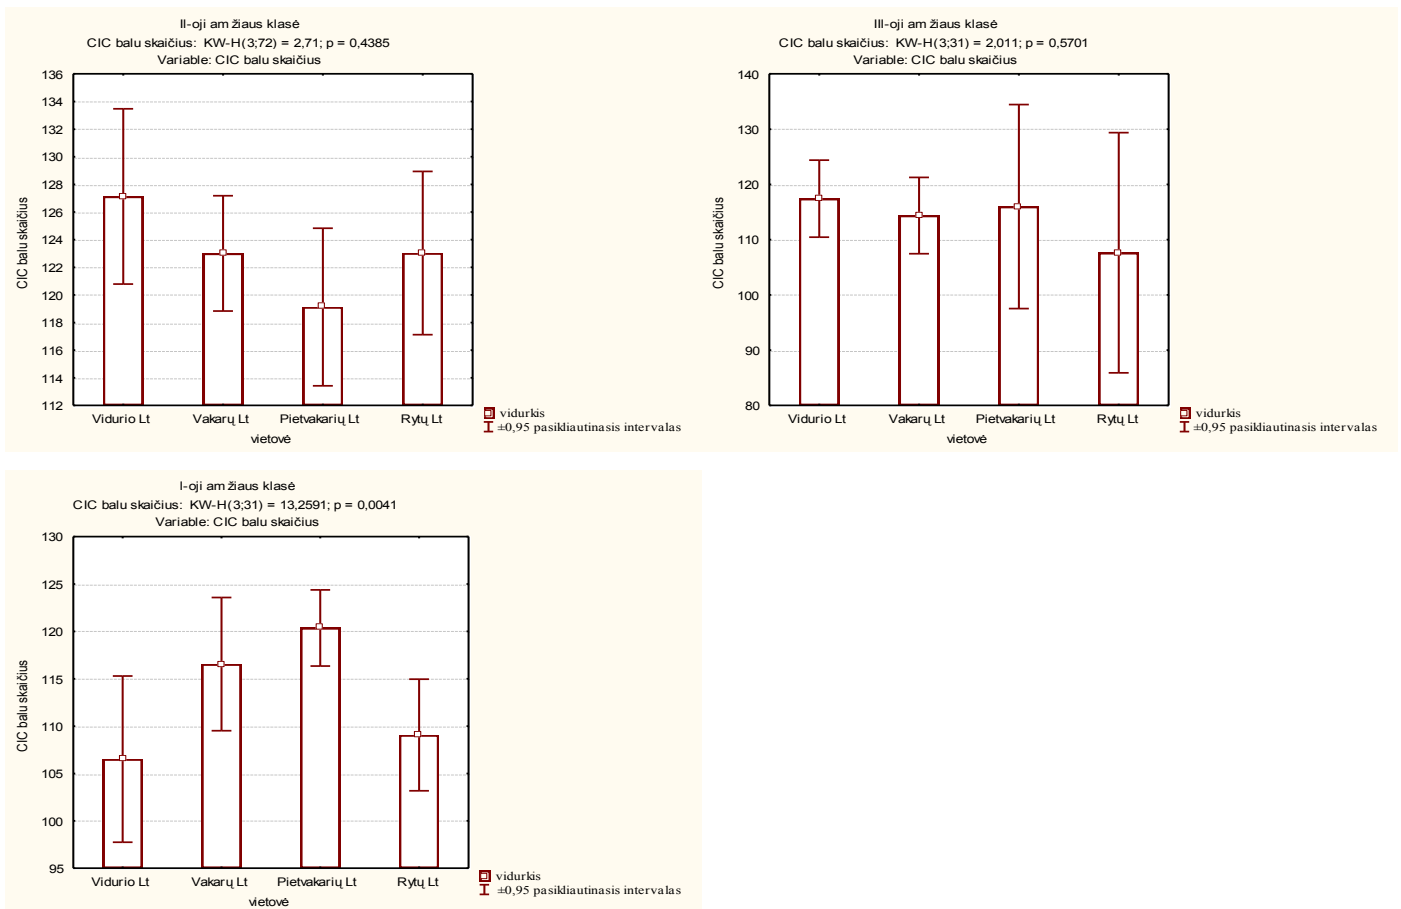 II-oji amžiaus klasė
CIC balu skaičius: KW-H(3;72) = 2,71; p = 0,4385
Variable: CIC balu skaičius
136
134
132
130
128
126
124
122
120
118
116
114
112
CIC balu skaičius
Vidurio Lt Vakarų Lt Pietvakarių Lt Rytų Lt
vietovė
vidurkis
±0,95 pasikliautinasis intervalas
III-oji amžiaus klasė
CIC balu skaičius: KW-H(3;31) = 2,011; p = 0,5701
Variable: CIC balu skaičius
140
130
120
110
100
90
80
CIC balu skaičius
Vidurio Lt Vakarų Lt Pietvakarių Lt Rytų Lt
vietovė
vidurkis
±0,95 pasikliautinasis intervalas
I-oji amžiaus klasė
CIC balu skaičius: KW-H(3;31) = 13,2591; p = 0,0041
Variable: CIC balu skaičius
130
125
120
115
110
105
100
95
CIC balu skaičius
Vidurio Lt Vakarų Lt Pietvakarių Lt Rytų Lt
vietovė
vidurkis
±0,95 pasikliautinasis intervalas